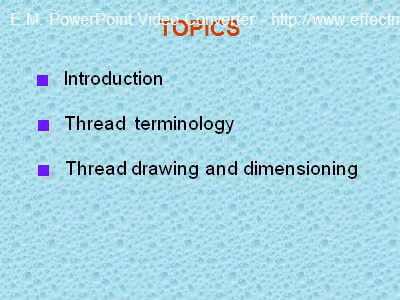 E.M. PowerPoint Video Converter - http://www.effectm
TOPICS
Introduction
Thread terminology
Thread drawing and dimensioning